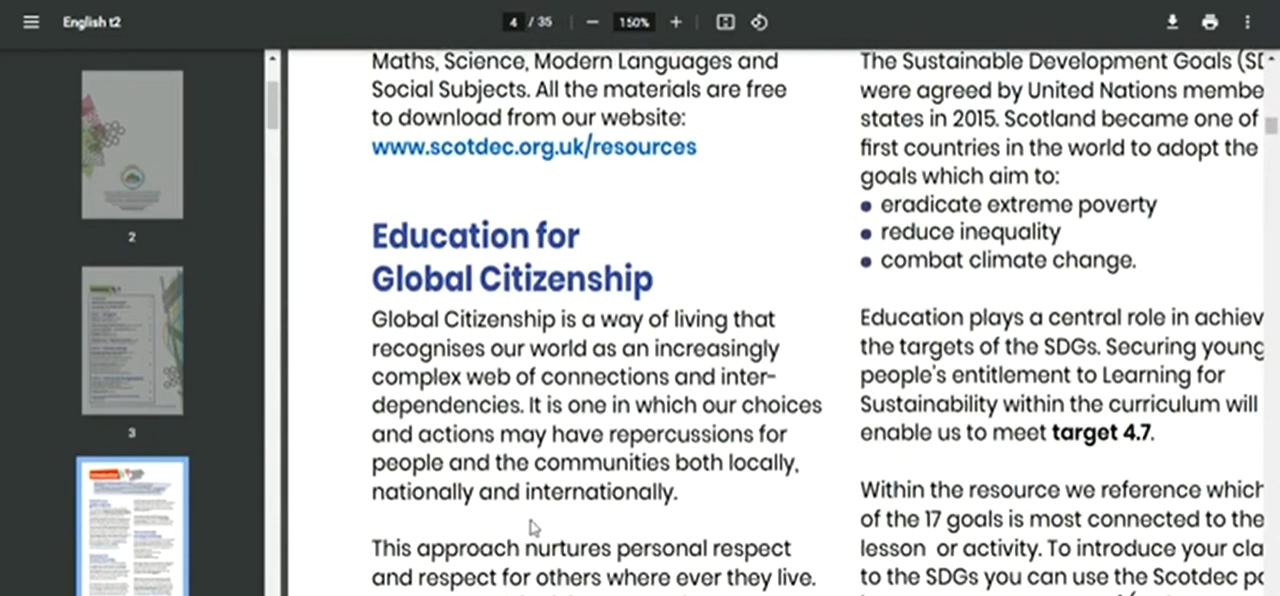 English t2
4 / 35
150%
2
3
Maths, Science, Modern Languages and
Social Subjects. All the materials are free
to download from our website:
www.scotdec.org.uk/resources
Education for
Global Citizenship
Global Citizenship is a way of living that
recognises our world as an increasingly
complex web of connections and inter-
dependencies. It is one in which our choices
and actions may have repercussions for
people and the communities both locally,
nationally and internationally.
This approach nurtures personal respect
and respect for others where ever they live.
The Sustainable Development Goals (SD
were agreed by United Nations membe
states in 2015. Scotland became one of
first countries in the world to adopt the
goals which aim to:
• eradicate extreme poverty
• reduce inequality
• combat climate change.
Education plays a central role in achiev
the targets of the SDGs. Securing young
people's entitlement to Learning for
Sustainability within the curriculum will
enable us to meet target 4.7.
Within the resource we reference which
of the 17 goals is most connected to the
lesson or activity. To introduce your cla
to the SDGs you can use the Scotdec po